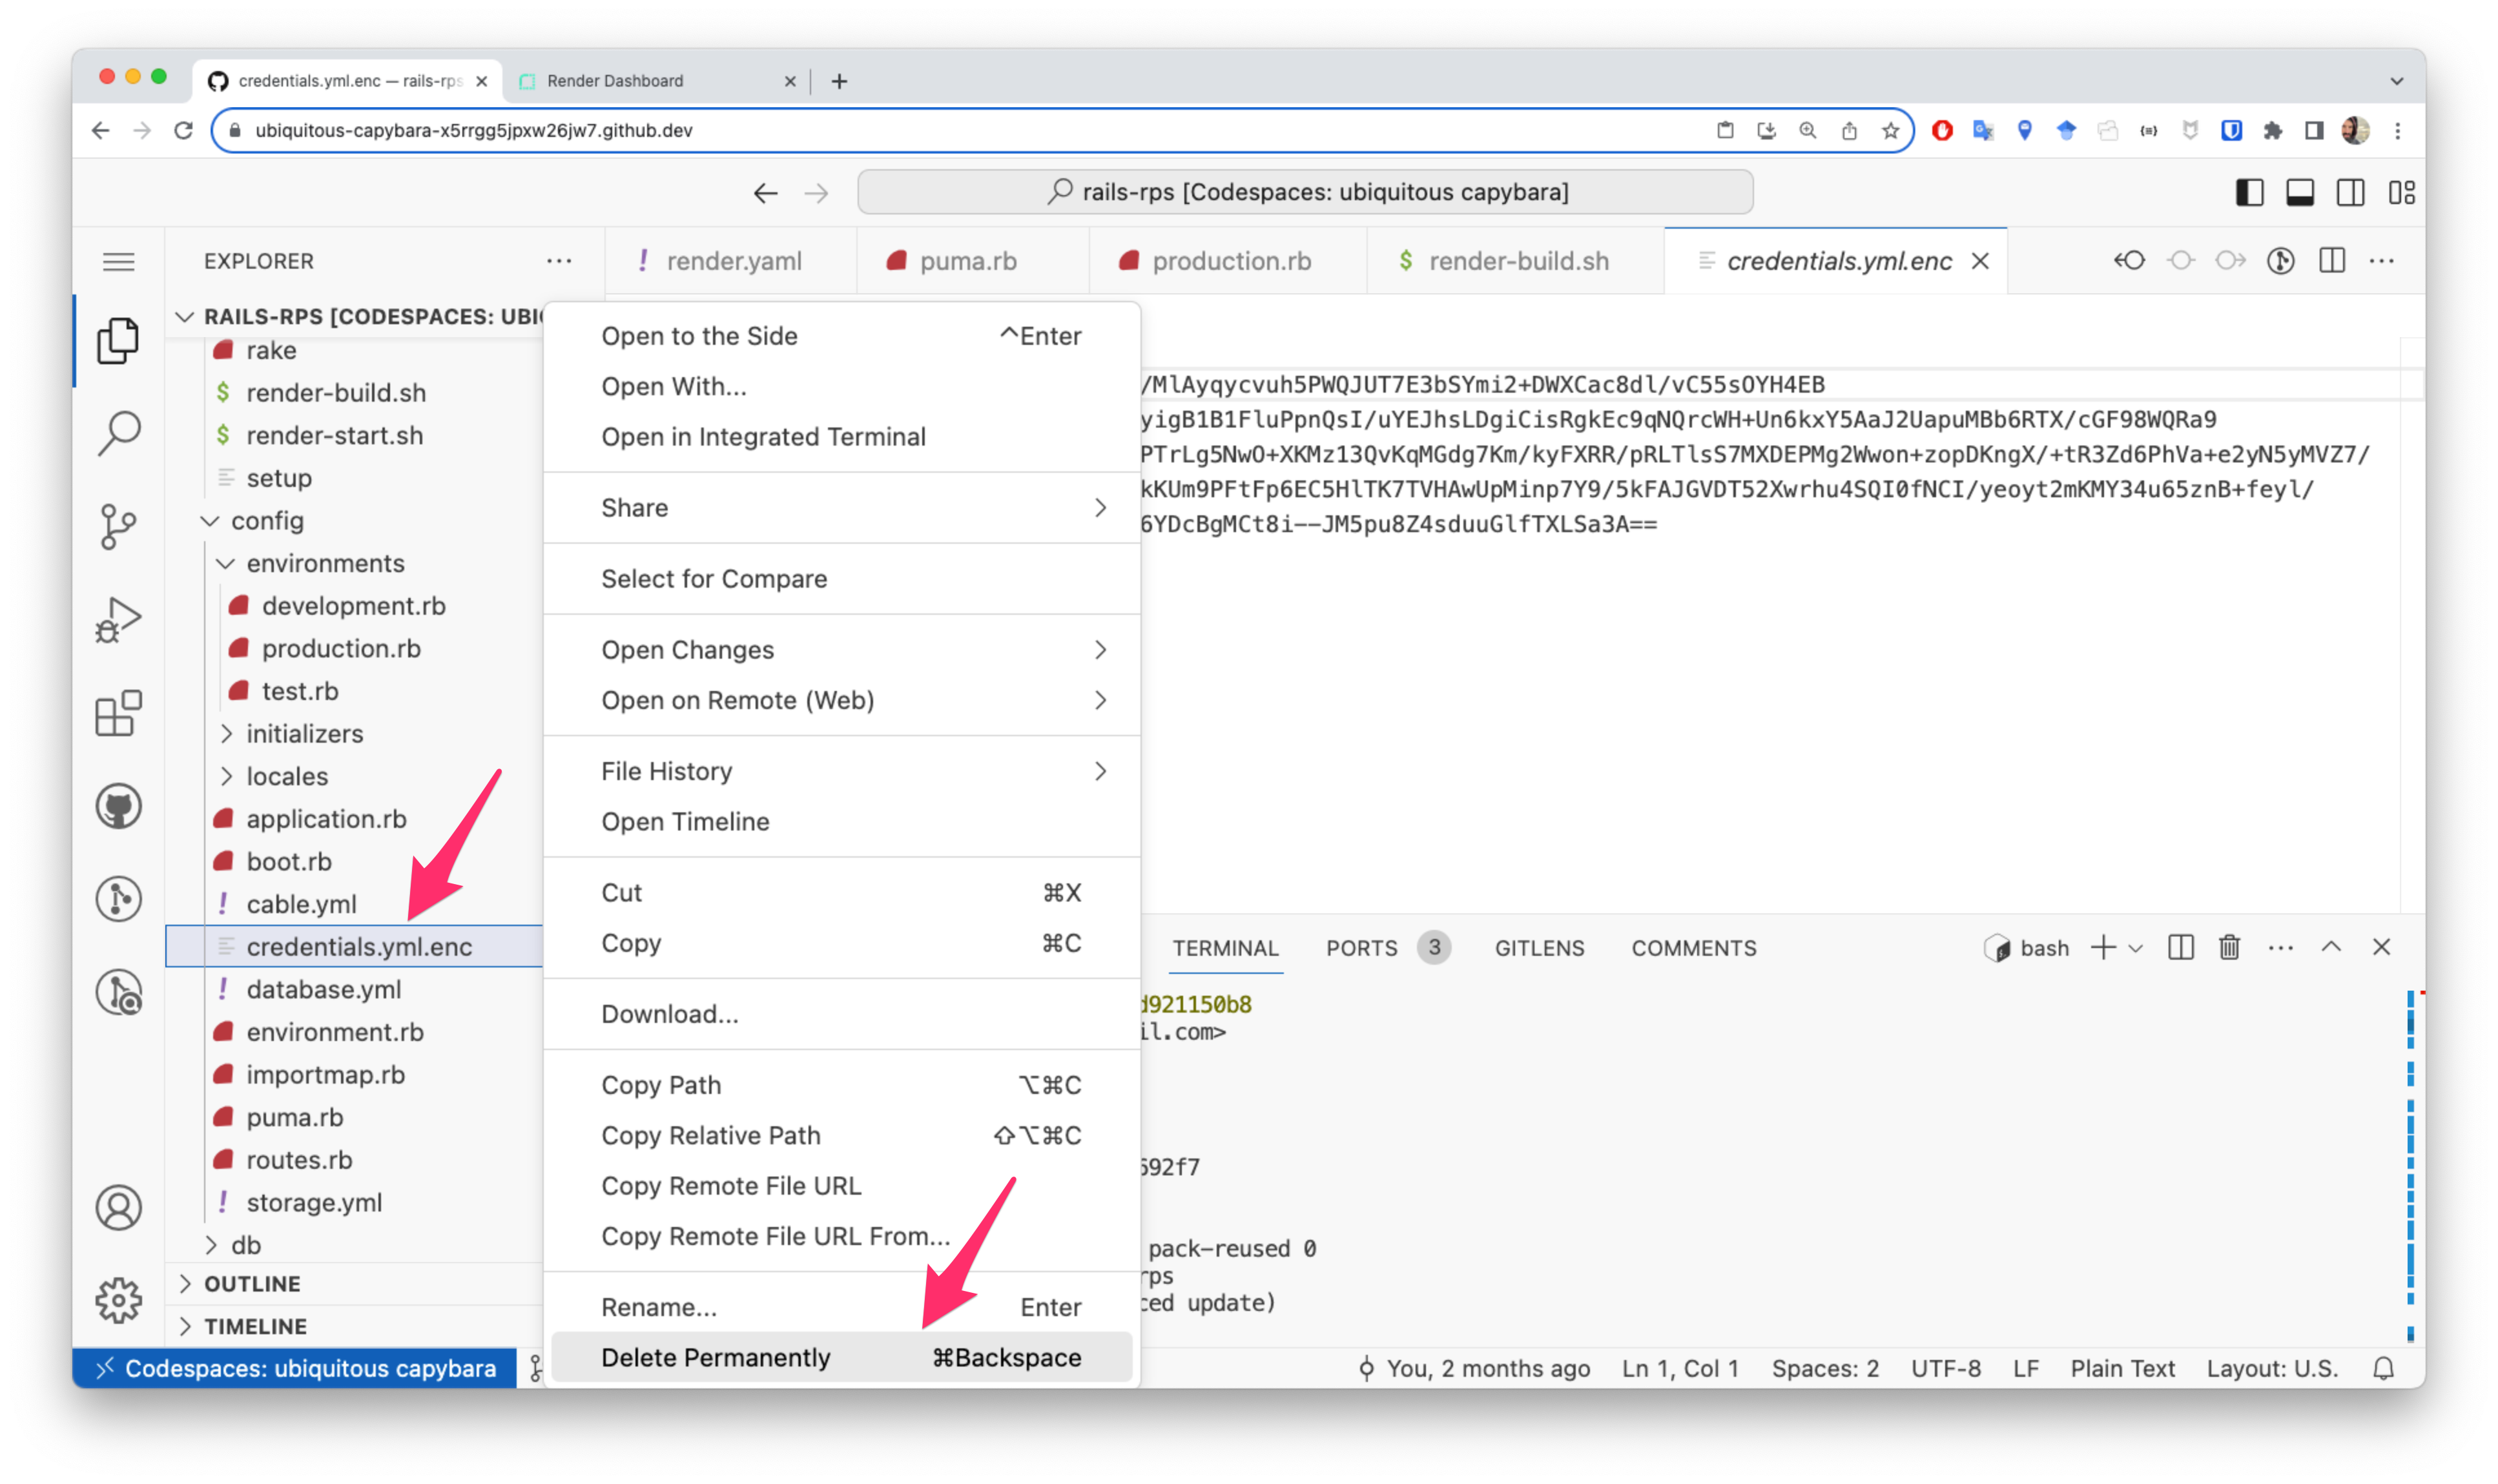 credentials.yml.enc — rails-rps
Render Dashboard
ubiquitous-capybara-x5rrgg5jpxw26jw7.github.dev
rails-rps [Codespaces: ubiquitous capybara]
EXPLORER
render.yaml
puma.rb
production.rb
render-build.sh
credentials.yml.enc
RAILS-RPS [CODESPACES: UBI
rake
render-build.sh
render-start.sh
setup
config
environments
development.rb
production.rb
test.rb
initializers
locales
application.rb
boot.rb
cable.yml
credentials.yml.enc
database.yml
environment.rb
importmap.rb
puma.rb
routes.rb
storage.yml
db
OUTLINE
TIMELINE
Open to the Side ^Enter
Open With...
Open in Integrated Terminal
Share
Select for Compare
Open Changes
Open on Remote (Web)
File History
Open Timeline
Cut ⌘X
Copy ⌘C
Download...
Copy Path ⌥⌘C
Copy Relative Path ⇧⌥⌘C
Copy Remote File URL
Copy Remote File URL From...
Rename... Enter
Delete Permanently ⌘Backspace
/MlAyqycvuh5PWQJUT7E3bSYmi2+DWXCac8dl/vC55sOYH4EB
yigB1B1FluPpnQsI/uYEJhsLDgiCisRgkEc9qNQrcWH+Un6kxY5AaJ2UapuMBb6RTX/cGF98WQRa9
PTrLg5NwO+XKMz13QvKqMGdg7Km/kyFXRR/pRLTlsS7MXDEPMg2Wwon+zopDKngX/+tR3Zd6PhVa+e2yN5yMVZ7/
kKUm9PFtFp6EC5HlTK7TVHAwUpMinp7Y9/5kFAJGVDT52Xwrhu4SQI0fNCI/yeoyt2mKMY34u65znB+feyl/
6YDcBgMCt8i--JM5pu8Z4sduuGlfTXLSa3A==
TERMINAL PORTS 3 GITLENS COMMENTS bash
d921150b8
il.com>
692f7
pack-reused 0
rps
ced update)
Codespaces: ubiquitous capybara
You, 2 months ago Ln 1, Col 1 Spaces: 2 UTF-8 LF Plain Text Layout: U.S.